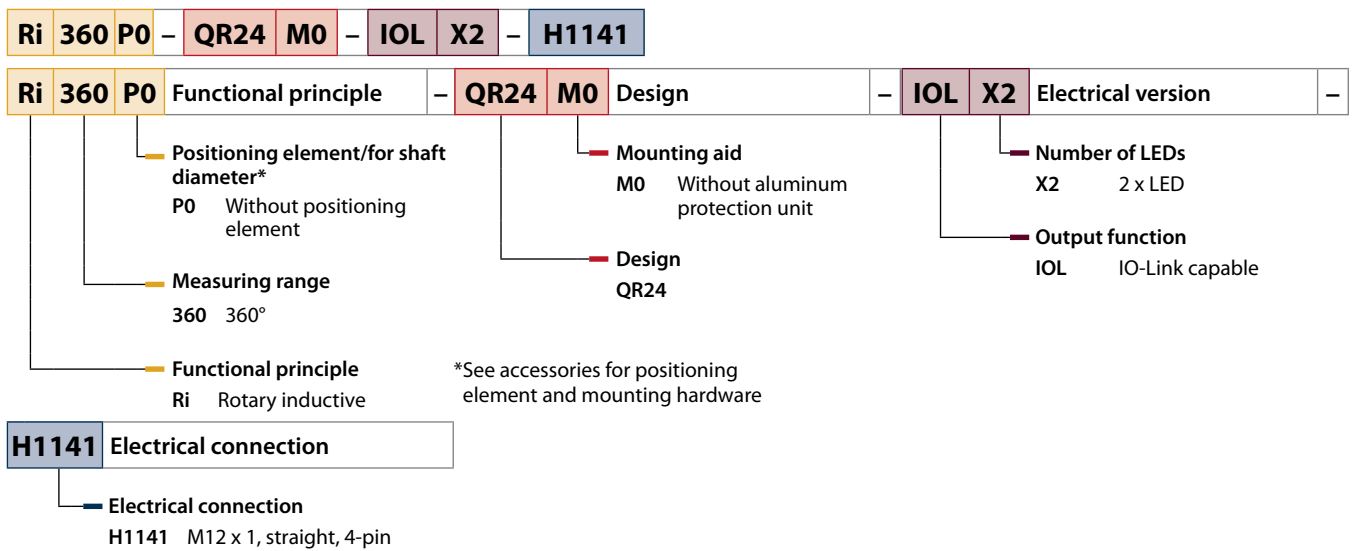 Ri 360 P0 – QR24 M0 – IOL X2 – H1141
Ri 360 P0 Functional principle – QR24 M0 Design – IOL X2 Electrical version –
Positioning element/for shaft
diameter*
P0 Without positioning
element
Measuring range
360 360°
Functional principle
Ri Rotary inductive
Mounting aid
M0 Without aluminum
protection unit
Design
QR24
*See accessories for positioning
element and mounting hardware
Number of LEDs
X2 2 x LED
Output function
IOL IO-Link capable
H1141 Electrical connection
Electrical connection
H1141 M12 x 1, straight, 4-pin